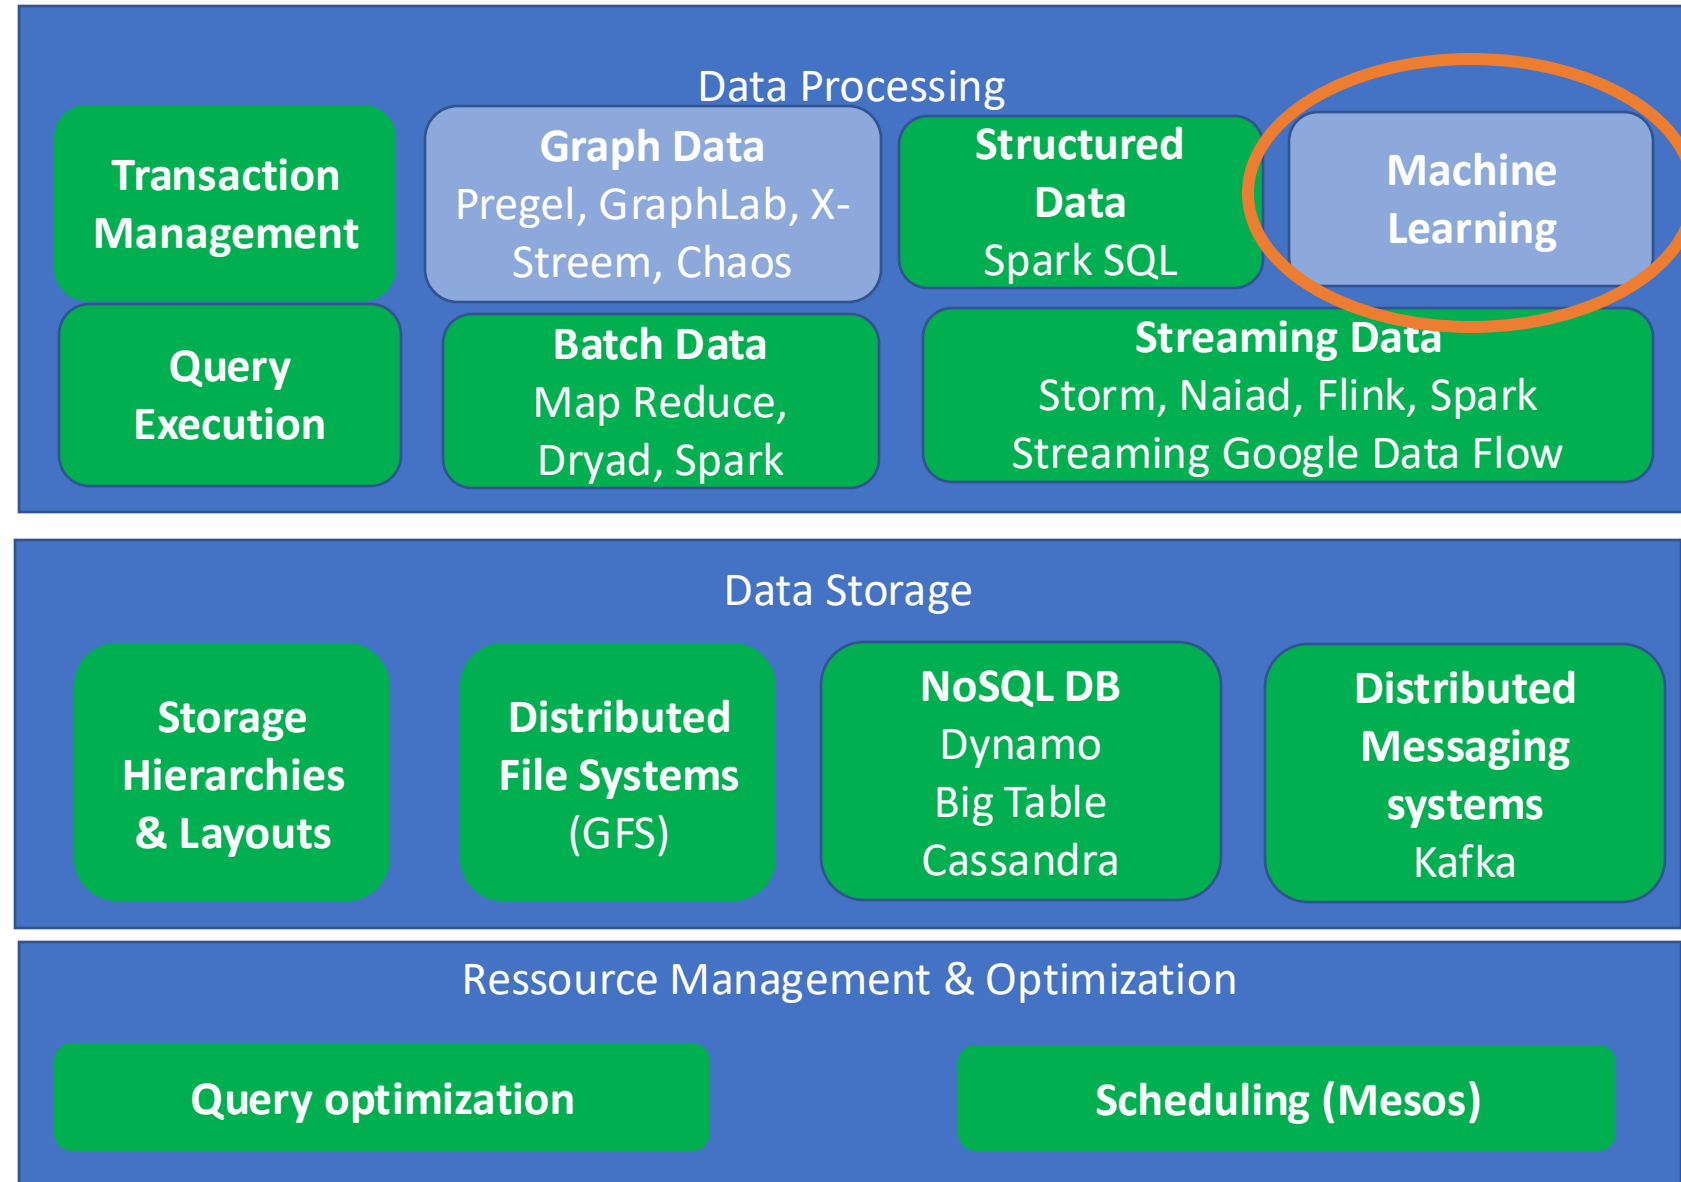 Data Processing
Transaction
Management
Graph Data
Pregel, GraphLab, X-
Streem, Chaos
Structured
Data
Spark SQL
Machine
Learning
Query
Execution
Batch Data
Map Reduce,
Dryad, Spark
Streaming Data
Storm, Naiad, Flink, Spark
Streaming Google Data Flow
Data Storage
Storage
Hierarchies
& Layouts
Distributed
File Systems
(GFS)
NoSQL DB
Dynamo
Big Table
Cassandra
Distributed
Messaging
systems
Kafka
Ressource Management & Optimization
Query optimization
Scheduling (Mesos)